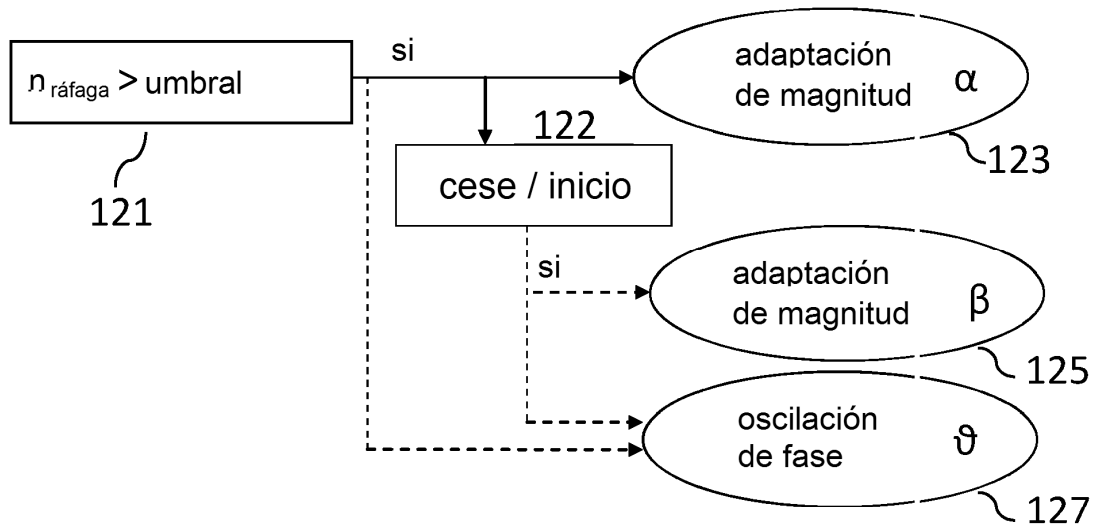 si
n ráfaga > umbral
adaptación
de magnitud α
122
123
cese / inicio
121
si
adaptación
de magnitud β
125
oscilación
de fase ϑ
127